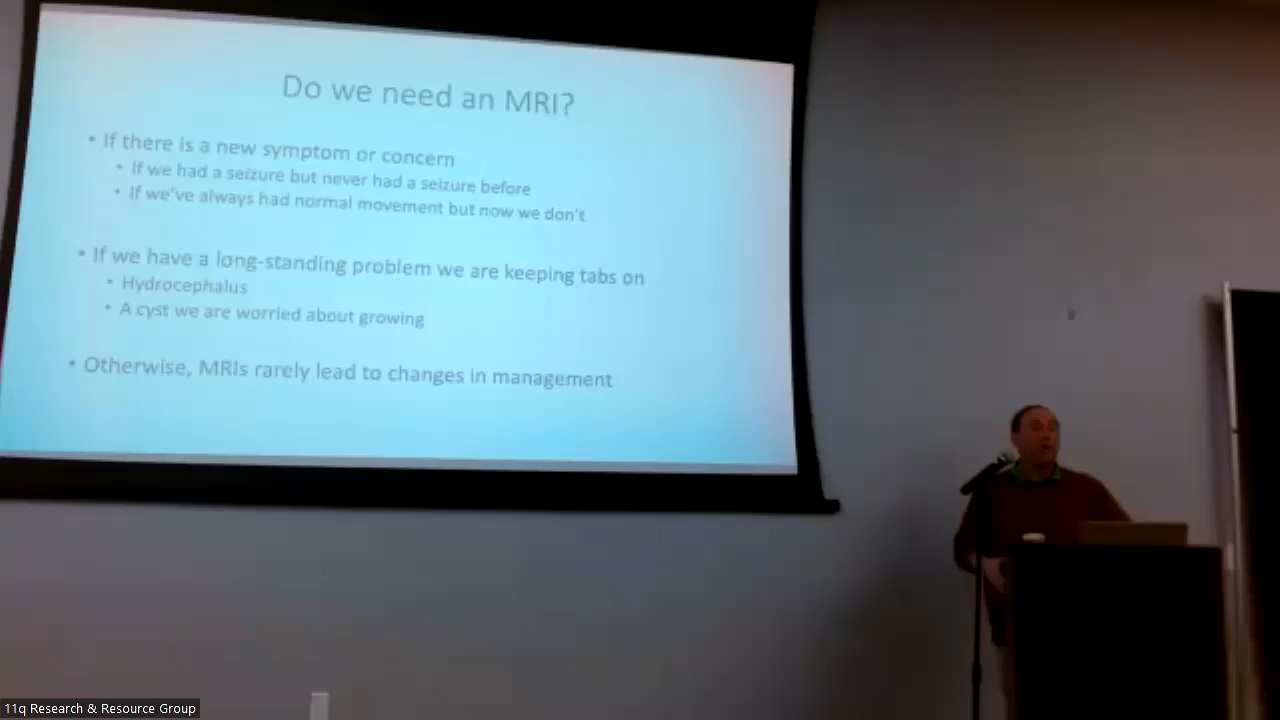 Do we need an MRI?
• If there is a new symptom or concern
• If we had a seizure but never had a seizure before
• If we've always had normal movement but now we don't
• If we have a long-standing problem we are keeping tabs on
• Hydrocephalus
• A cyst we are worried about growing
• Otherwise, MRIs rarely lead to changes in management
11q Research & Resource Group